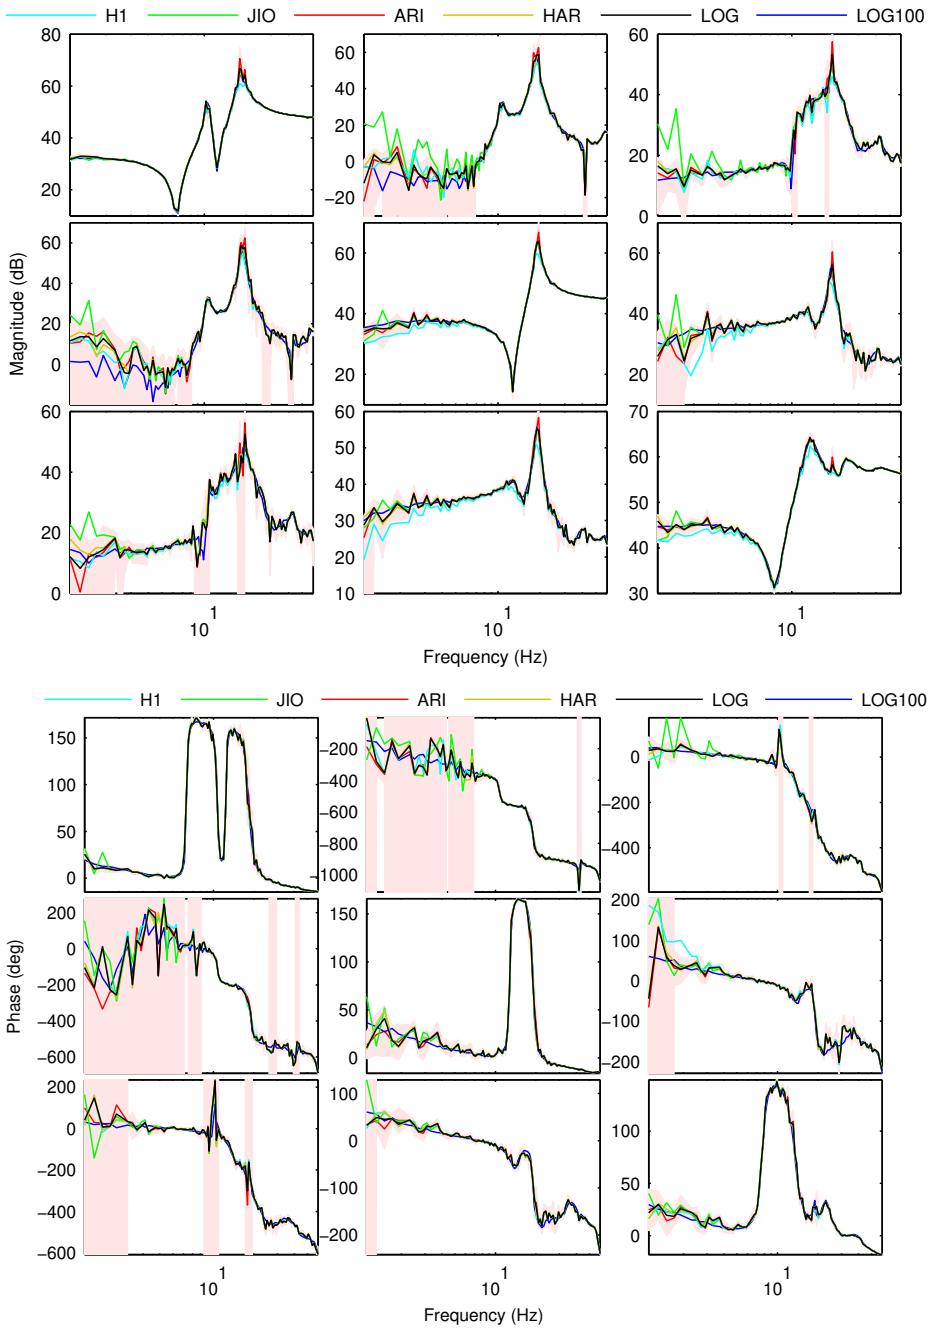 H1 JIO ARI HAR LOG LOG100
80 60 40 20
60 40 20 0 −20
60 40 20 0
Magnitude (dB)
60 40 20 0
80 60 40 20
60 40 20
60 40 20 0
60 50 40 30 20 10
70 60 50 40 30
10 1
10 1
10 1
Frequency (Hz)
H1 JIO ARI HAR LOG LOG100
150 100 50 0
−200 −400 −600 −800 1000
0 −200 −400
Phase (deg)
200 0 −200 −400 −600
150 100 50 0
200 100 0 −100 −200
200 0 −200 −400 −600
100 0 −100 −200
100 50 0
10 1
10 1
10 1
Frequency (Hz)